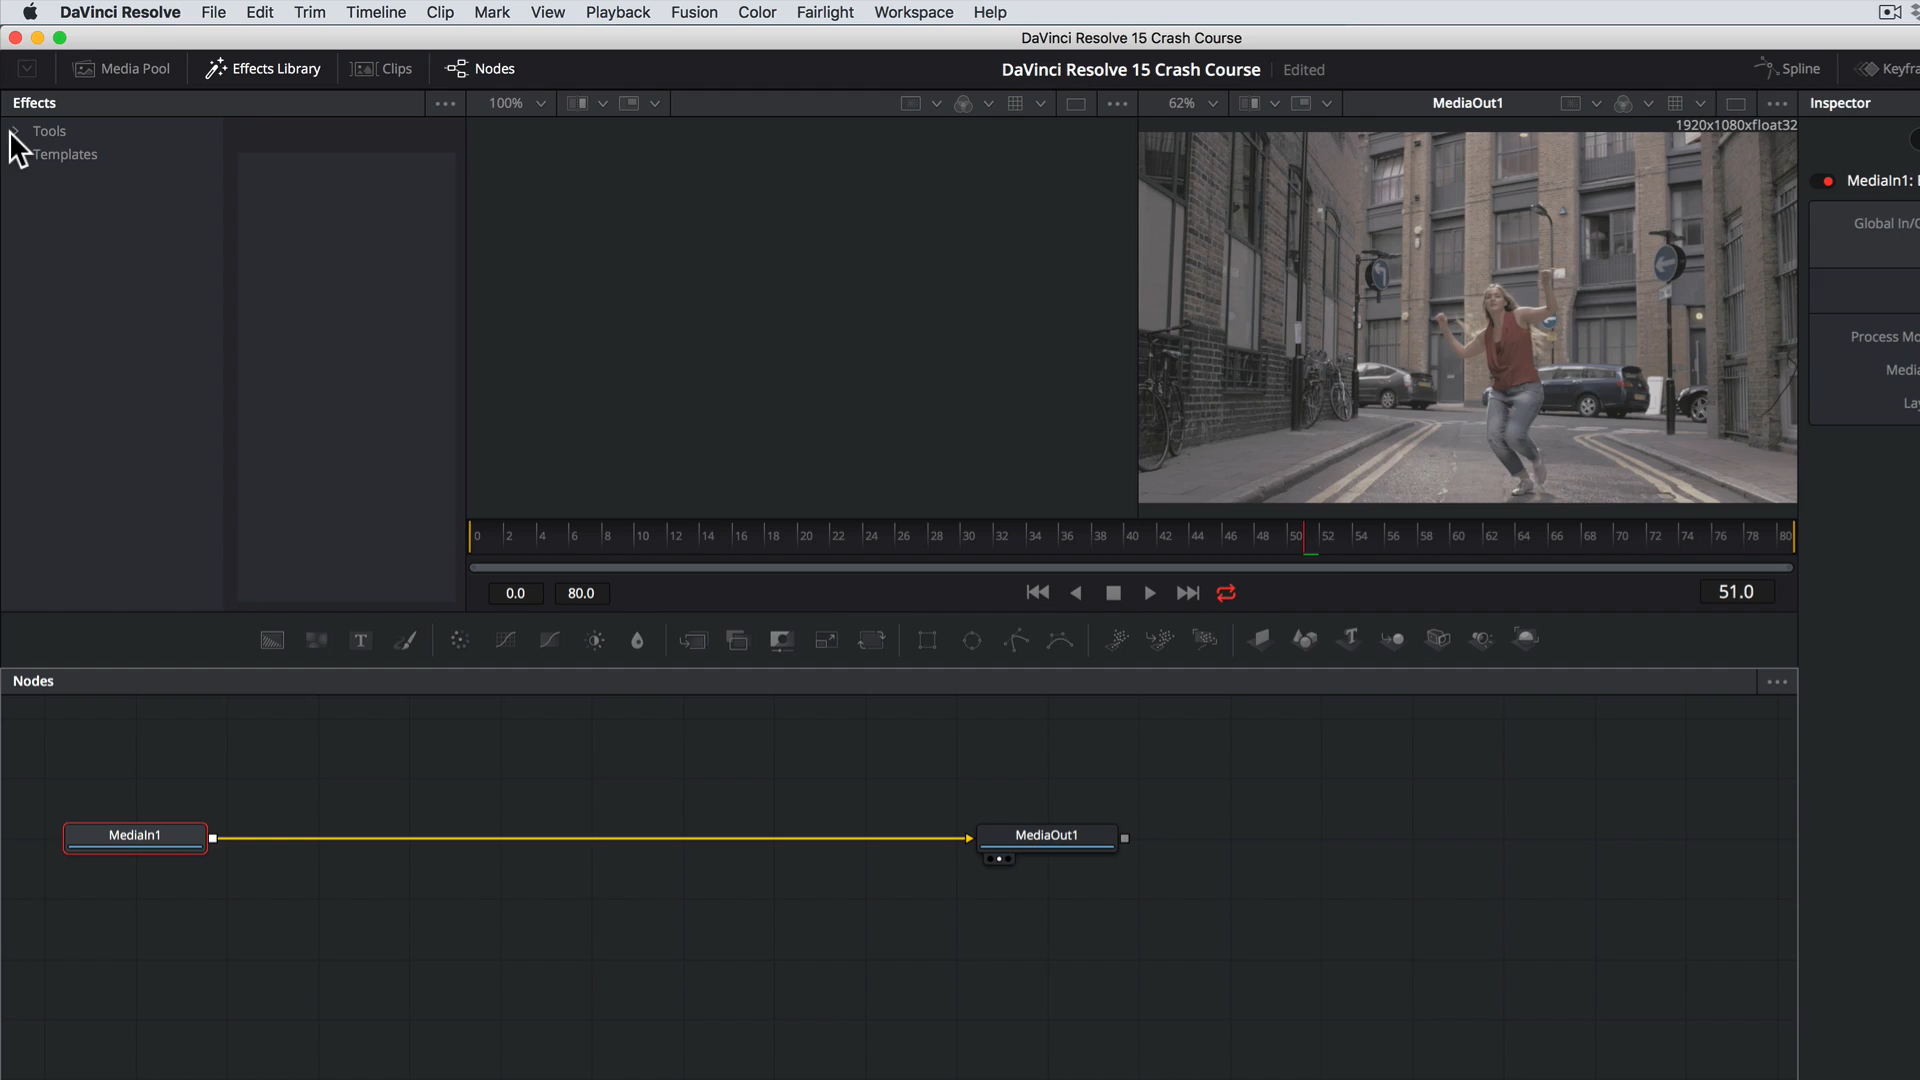 DaVinci Resolve File Edit Trim Timeline Clip Mark View Playback Fusion Color Fairlight Workspace Help
DaVinci Resolve 15 Crash Course
Media Pool Effects Library Clips Nodes DaVinci Resolve 15 Crash Course Edited Spline Keyfra
Effects 100% 62% MediaOut1 Inspector
1920x1080xfloat32
Tools
Templates
MediaIn1:
Global In/O
Process Mo
Media
Lay
0 2 4 6 8 10 12 14 16 18 20 22 24 26 28 30 32 34 36 38 40 42 44 46 48 50 52 54 56 58 60 62 64 66 68 70 72 74 76 78 80
0.0 80.0 51.0
T T
Nodes
MediaIn1 MediaOut1